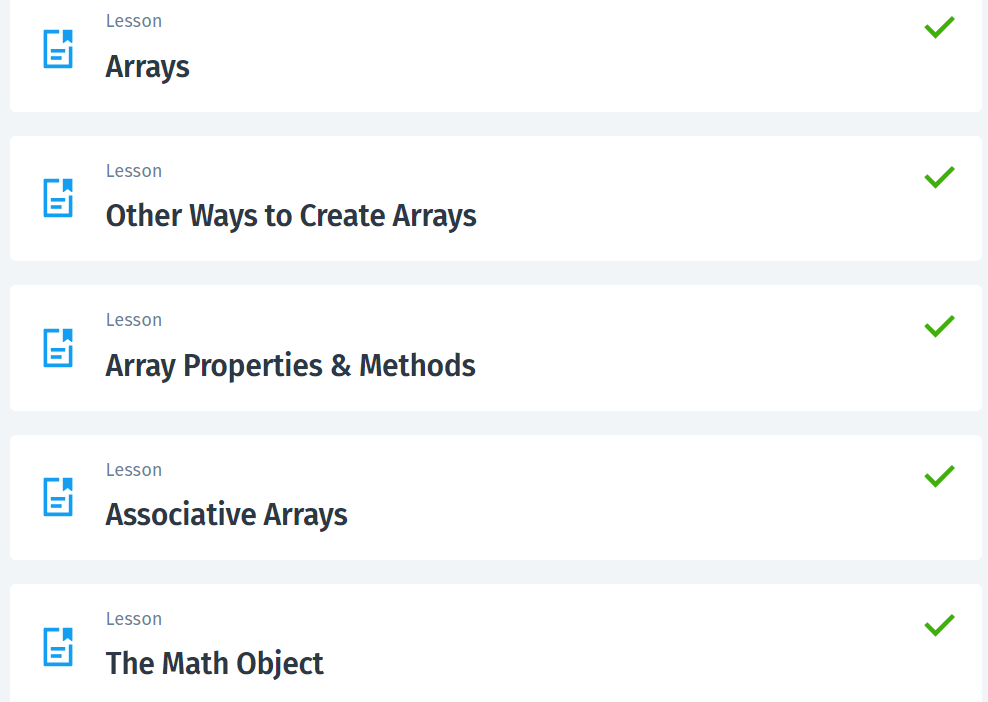 Lesson
Arrays
Lesson
Other Ways to Create Arrays
Lesson
Array Properties & Methods
Lesson
Associative Arrays
Lesson
The Math Object